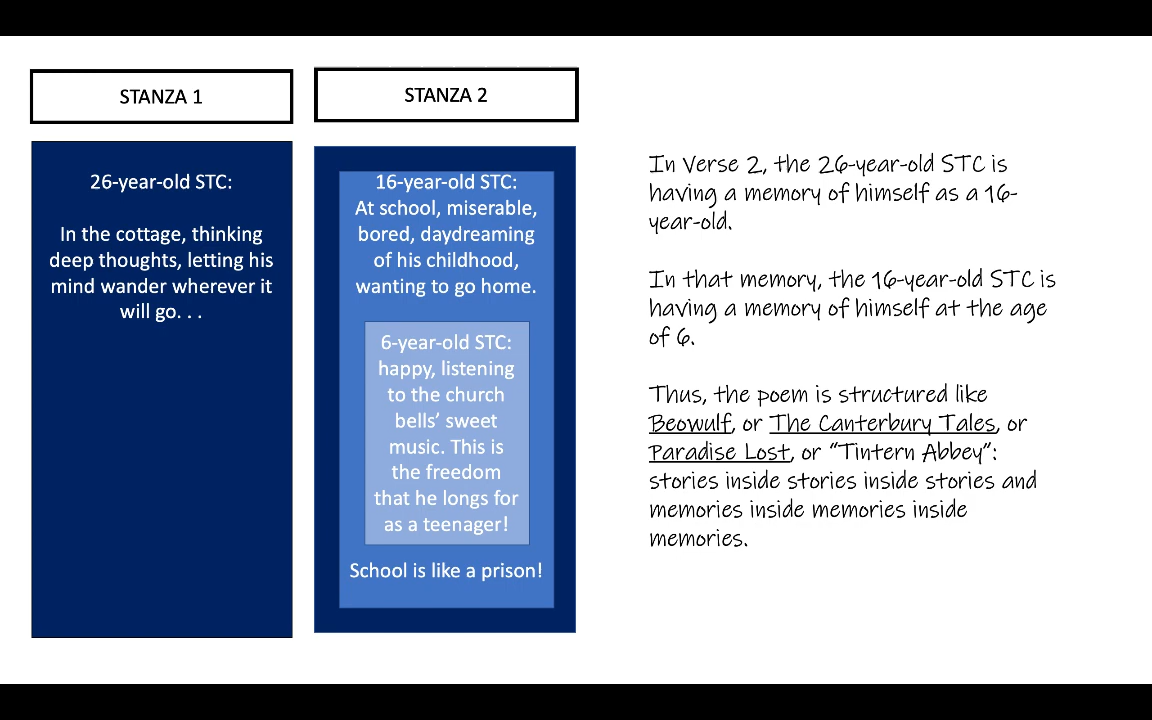 STANZA 1
26-year-old STC:
In the cottage, thinking
deep thoughts, letting his
mind wander wherever it
will go. . .
STANZA 2
16-year-old STC:
At school, miserable,
bored, daydreaming
of his childhood,
wanting to go home.
6-year-old STC:
happy, listening
to the church
bells’ sweet
music. This is
the freedom
that he longs for
as a teenager!
School is like a prison!
In Verse 2, the 26-year-old STC is
having a memory of himself as a 16-
year-old.
In that memory, the 16-year-old STC is
having a memory of himself at the age
of 6.
Thus, the poem is structured like
Beowulf, or The Canterbury Tales, or
Paradise Lost, or “Tintern Abbey”:
stories inside stories inside stories and
memories inside memories inside
memories.